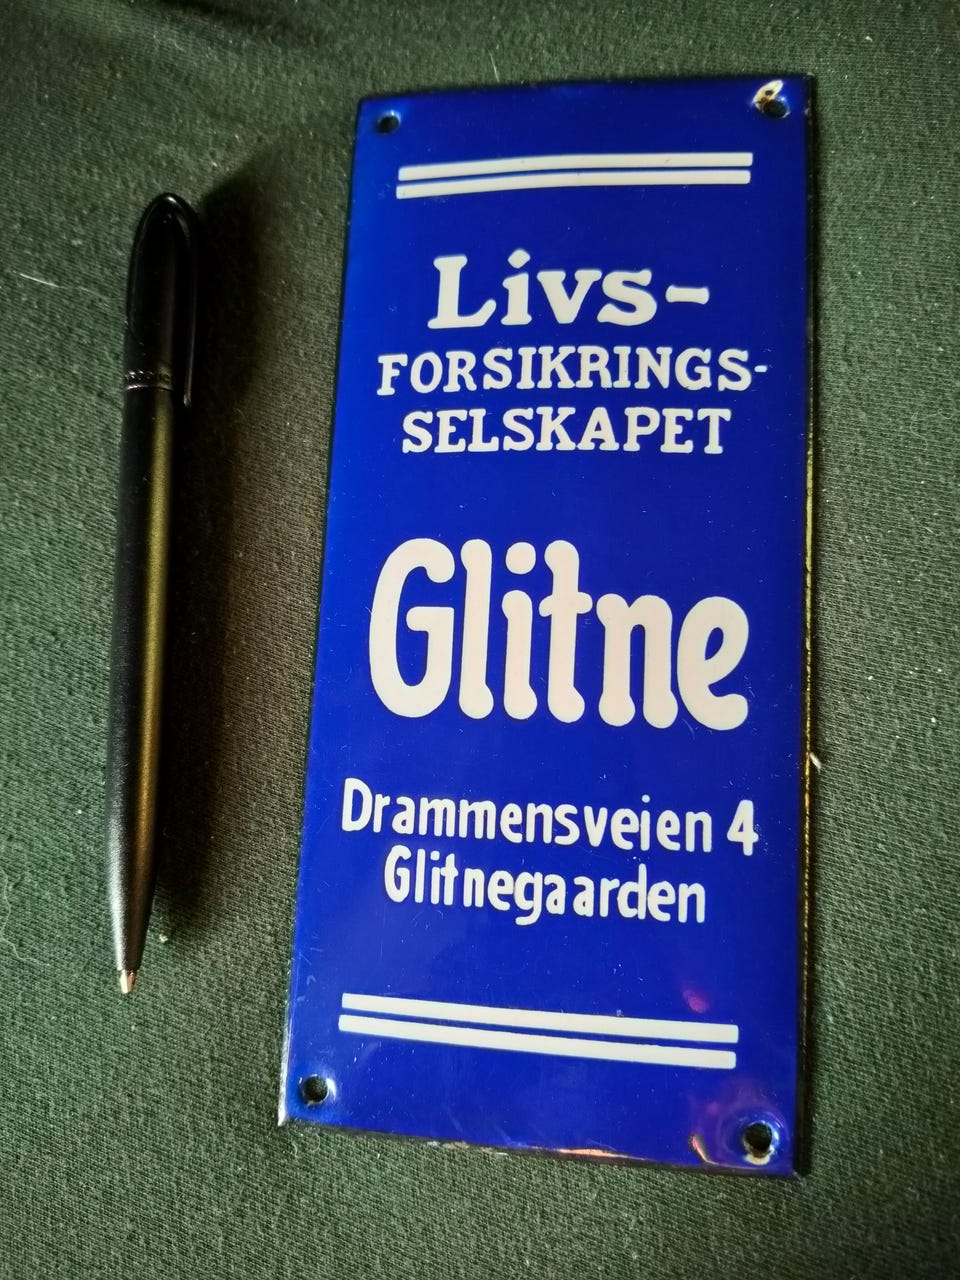 Livs-
FORSIKRINGS-
SELSKAPET
Glitne
Drammensveien 4
Glitnegaarden